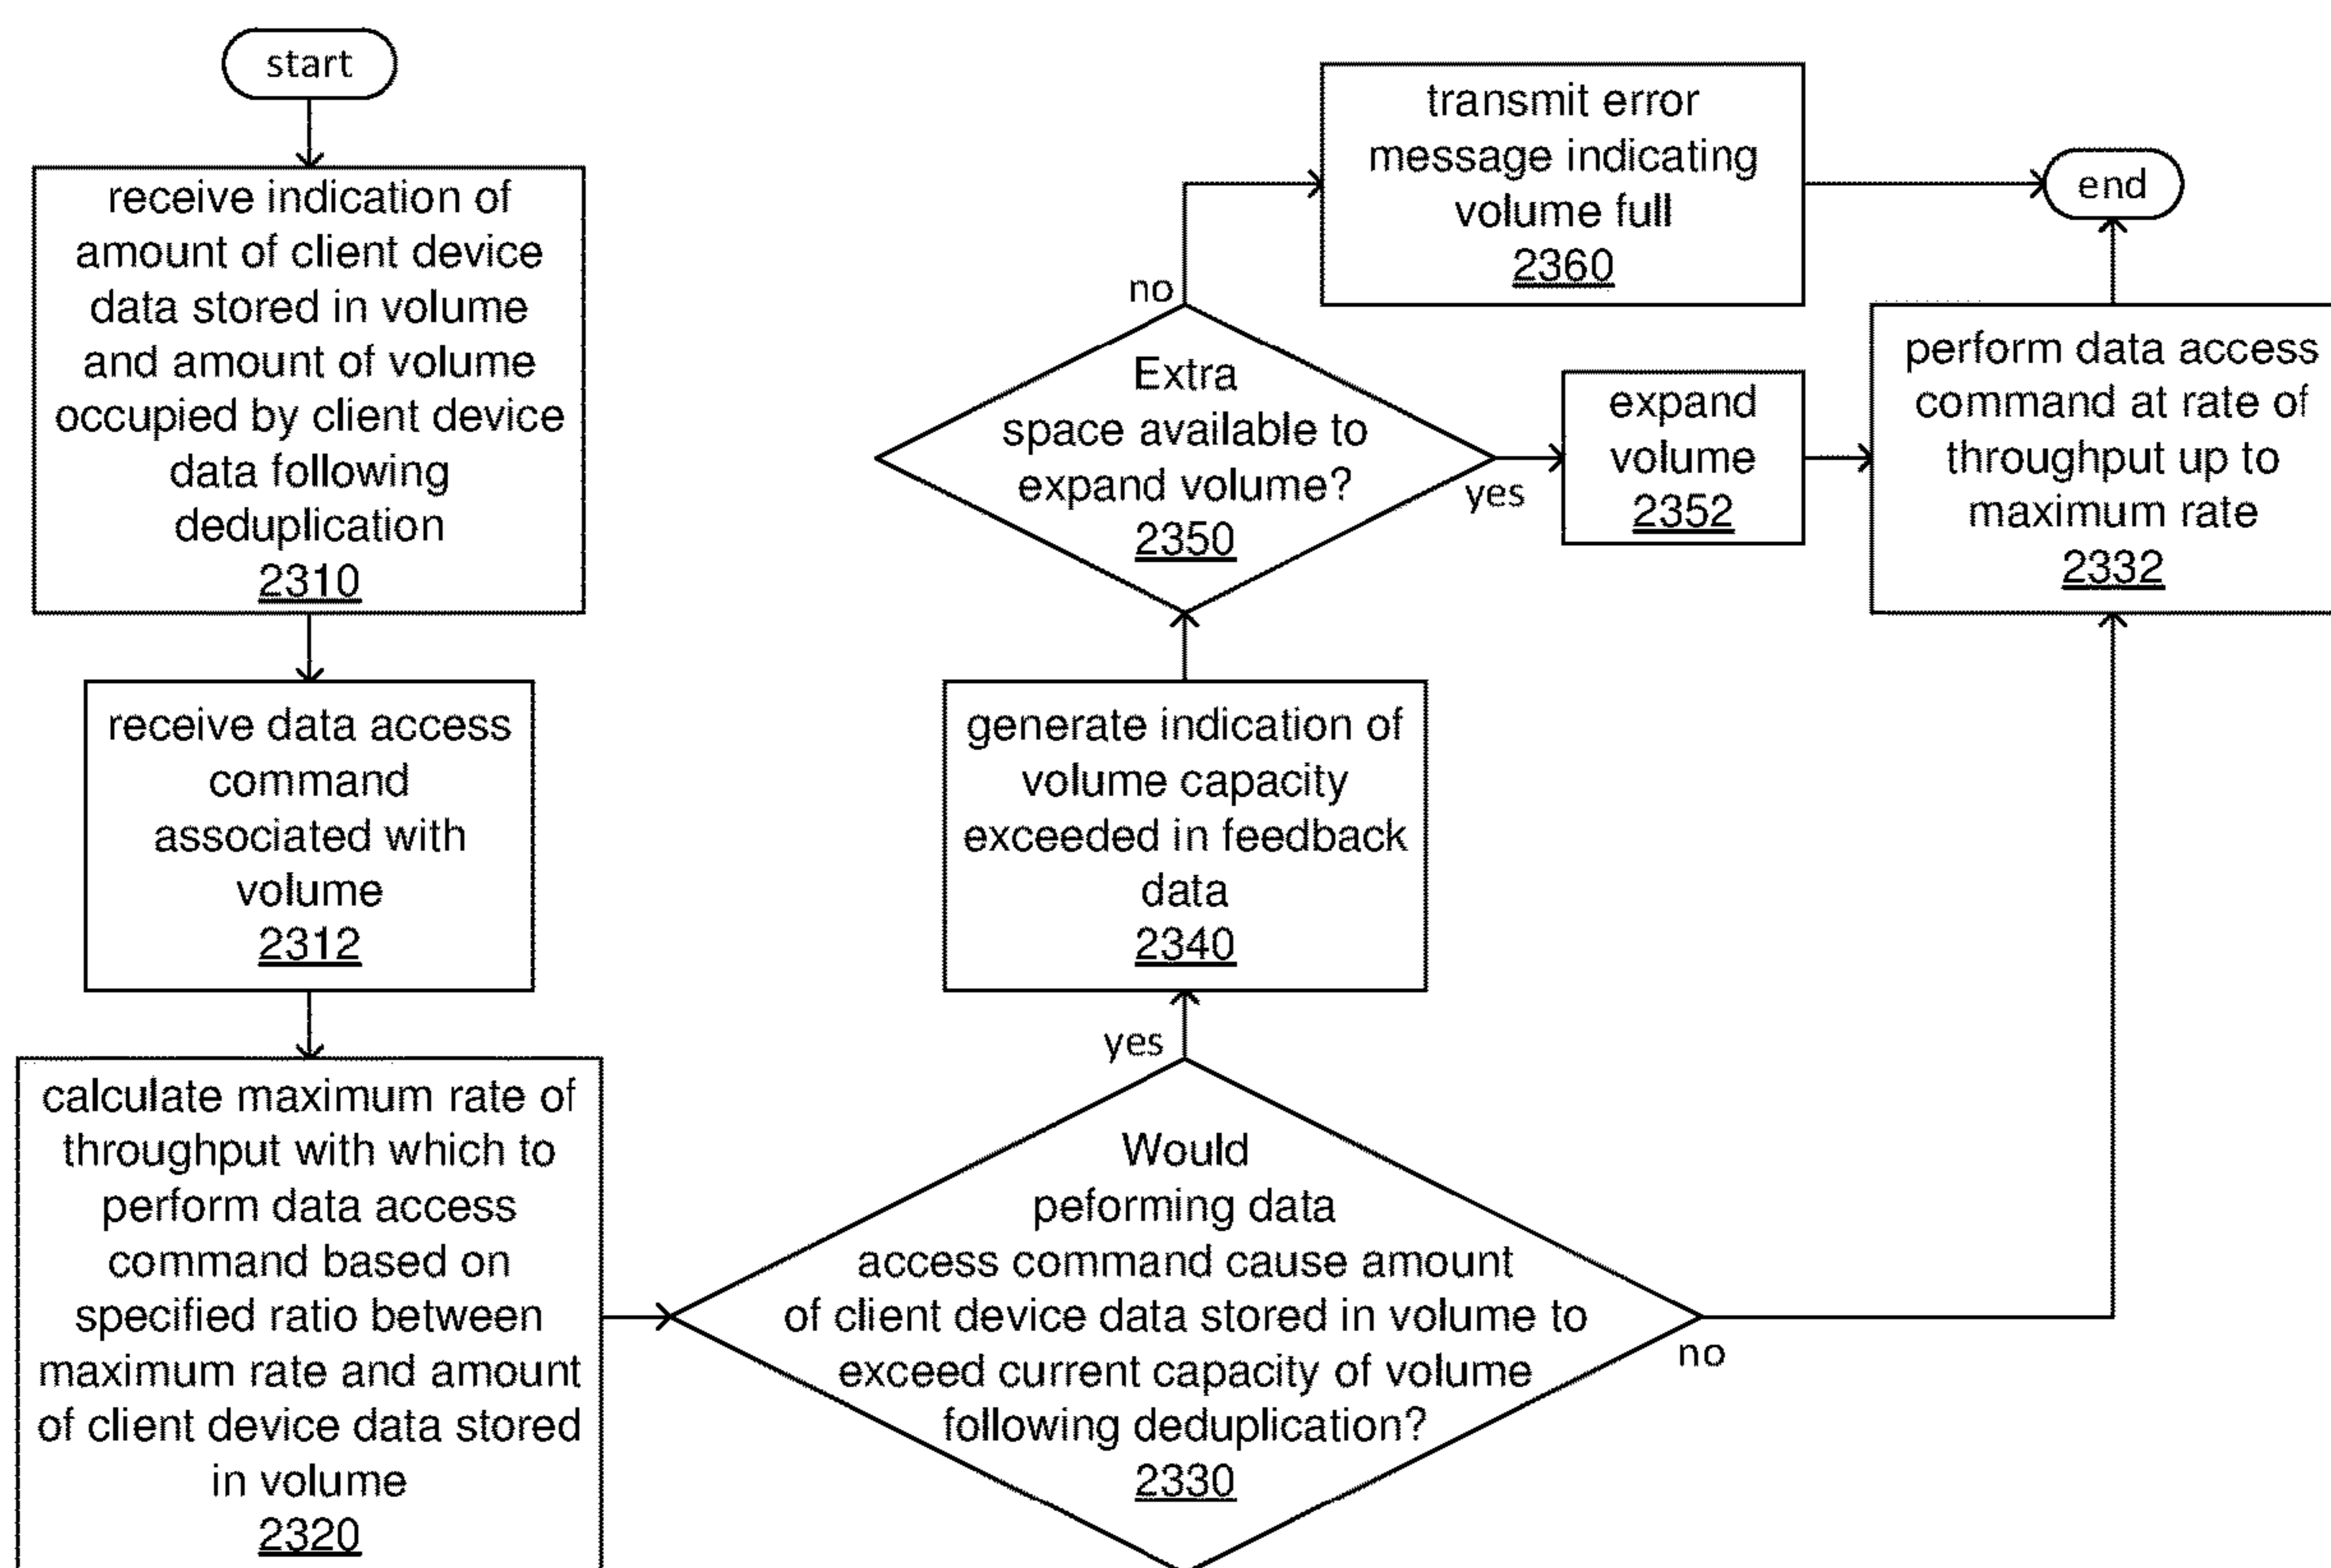 start
receive indication of
amount of client device
data stored in volume
and amount of volume
occupied by client device
data following
deduplication
2310
receive data access
command
associated with
volume
2312
calculate maximum rate of
throughput with which to
perform data access
command based on
specified ratio between
maximum rate and amount
of client device data stored
in volume
2320
Would
peforming data
access command cause amount
of client device data stored in volume to
exceed current capacity of volume
following deduplication?
2330
yes
no
generate indication of
volume capacity
exceeded in feedback
data
2340
Extra
space available to
expand volume?
2350
no
yes
transmit error
message indicating
volume full
2360
expand
volume
2352
perform data access
command at rate of
throughput up to
maximum rate
2332
end